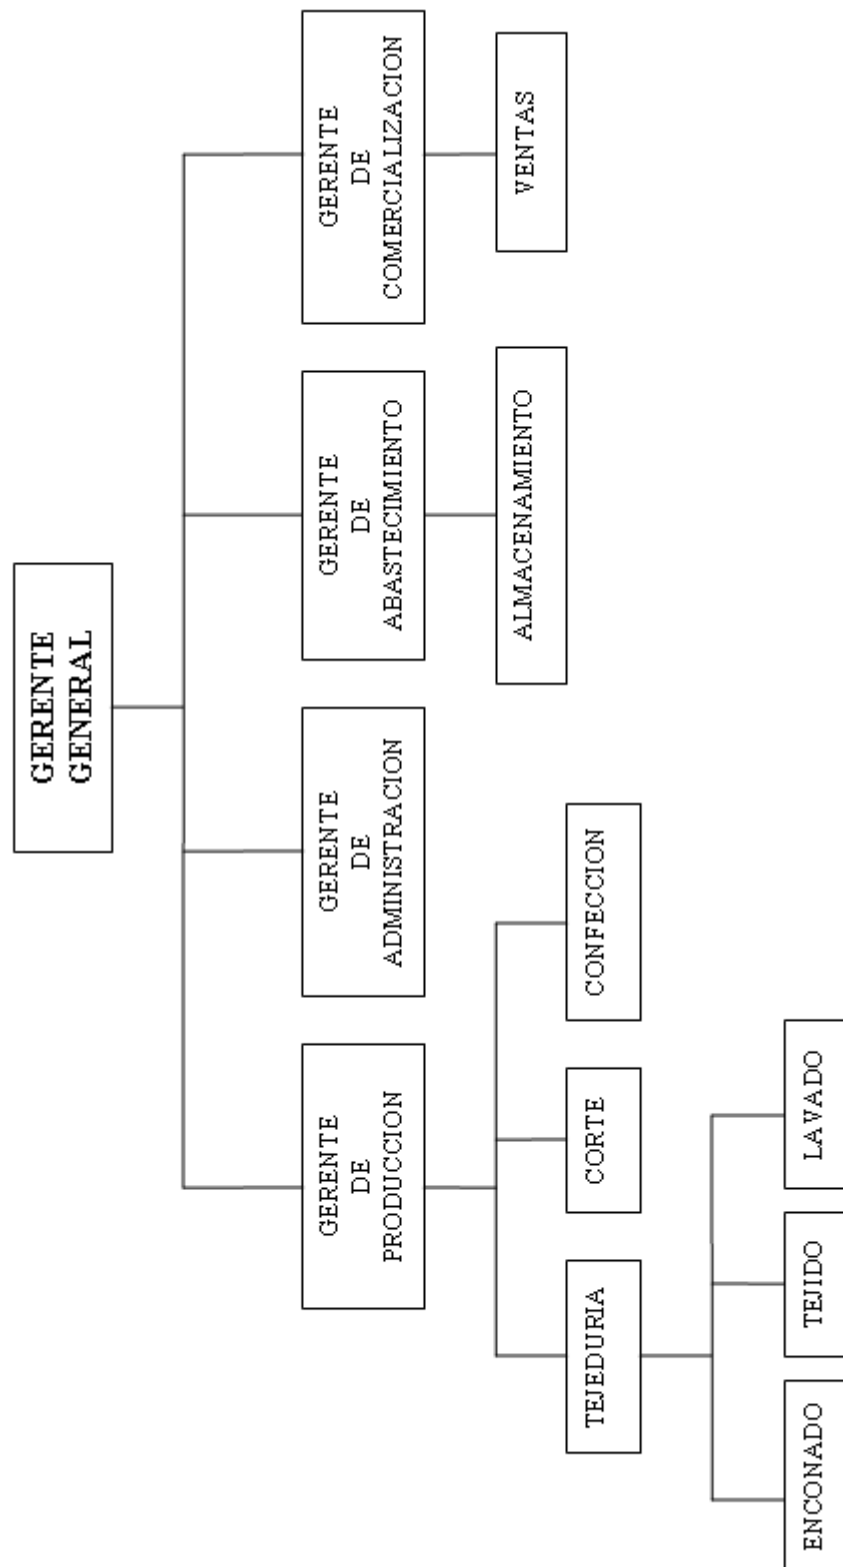 GERENTE
GENERAL
GERENTE
DE
PRODUCCION
GERENTE
DE
ADMINISTRACION
GERENTE
DE
ABASTECIMIENTO
GERENTE
DE
COMERCIALIZACION
ALMACENAMIENTO
VENTAS
TEJEDURIA
CORTE
CONFECCION
ENCONADO
TEJIDO
LAVADO